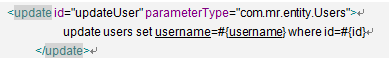 <update id="updateUser" parameterType="com.mr.entity.Users">
update users set username=#{username} where id=#{id}
</update>